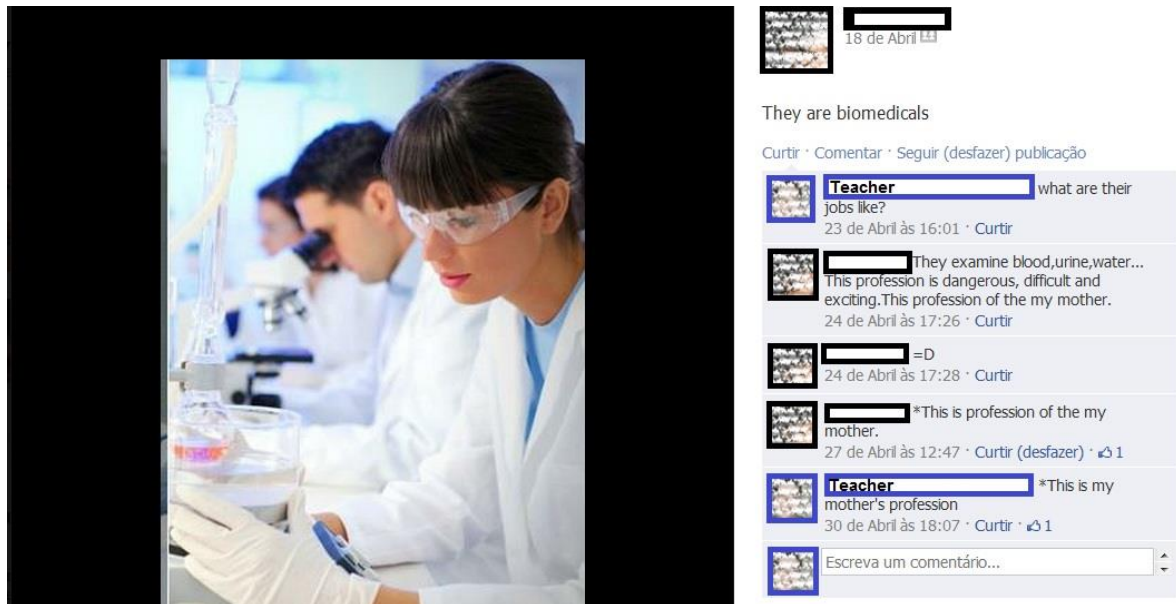 18 de Abril
They are biomedicals
Curtir · Comentar · Seguir (desfazer) publicação
Teacher what are their
jobs like?
23 de Abril às 16:01 · Curtir
They examine blood,urine,water...
This profession is dangerous, difficult and
exciting.This profession of the my mother.
24 de Abril às 17:26 · Curtir
=D
24 de Abril às 17:28 · Curtir
*This is profession of the my
mother.
27 de Abril às 12:47 · Curtir (desfazer) · 1
Teacher *This is my
mother's profession
30 de Abril às 18:07 · Curtir · 1
Escreva um comentário...